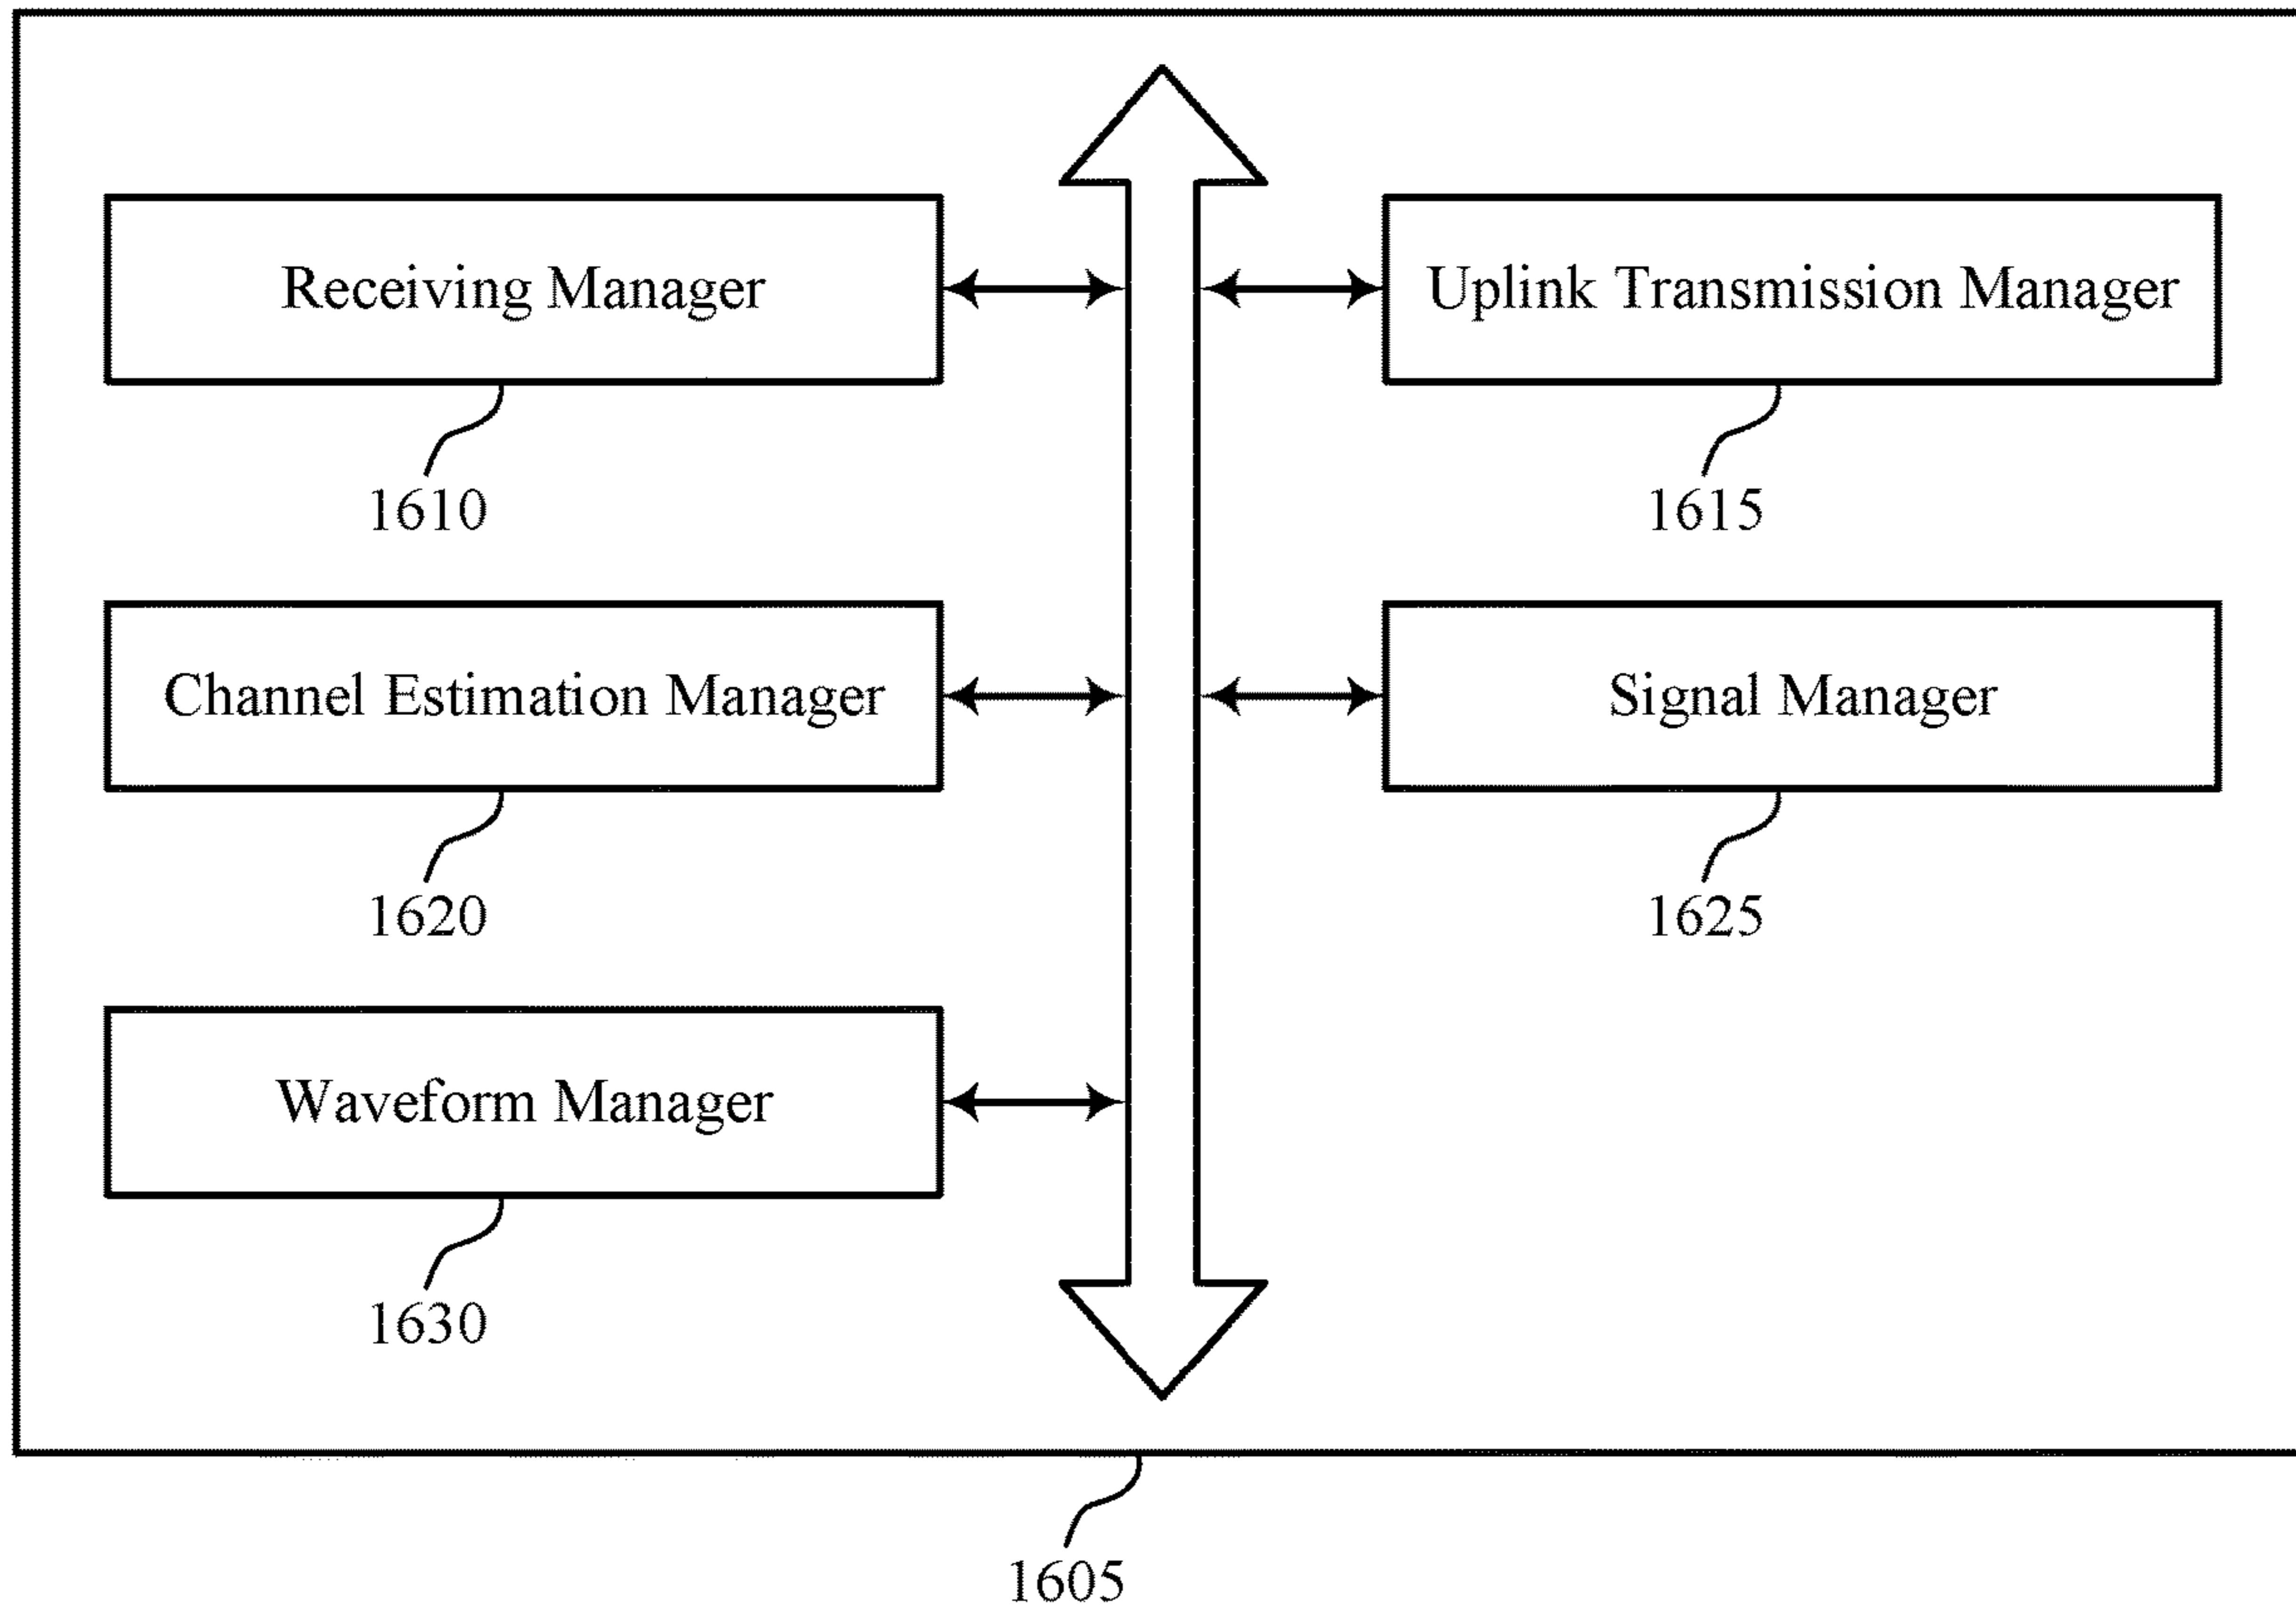 Receiving Manager
Uplink Transmission Manager
1610
1615
Channel Estimation Manager
Signal Manager
1620
1625
Waveform Manager
1630
1605